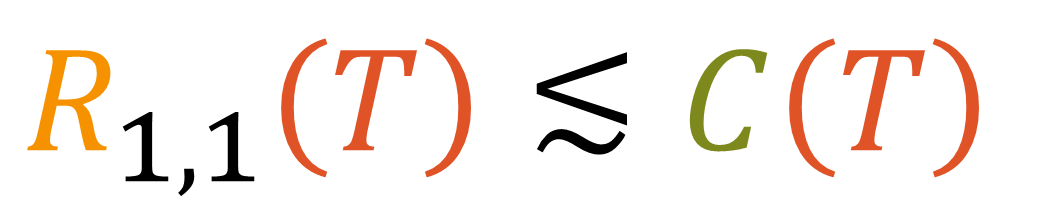 R₁,₁(T) ≲ C(T)